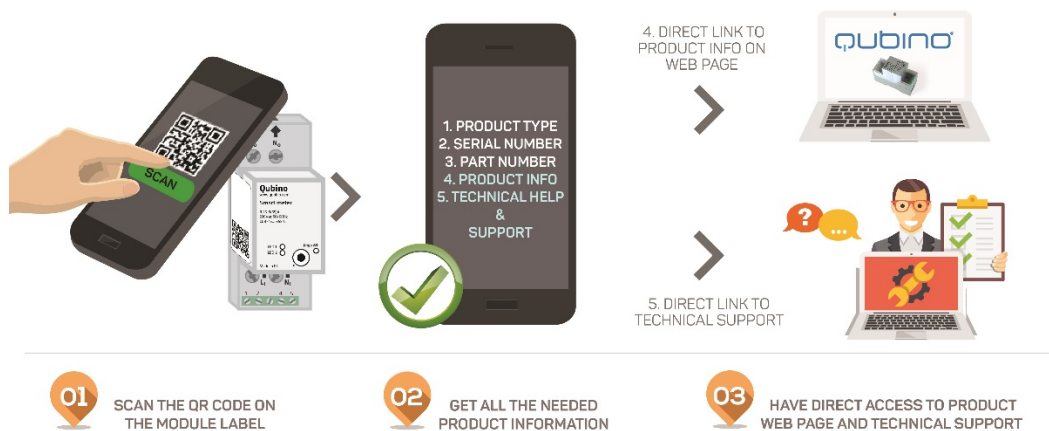 SCAN
Qubino
Smart meter
1. PRODUCT TYPE
2. SERIAL NUMBER
3. PART NUMBER
4. PRODUCT INFO
5. TECHNICAL HELP
&
SUPPORT
4. DIRECT LINK TO
PRODUCT INFO ON
WEB PAGE
QUBINO
?
...
5. DIRECT LINK TO
TECHNICAL SUPPORT
01
SCAN THE QR CODE ON
THE MODULE LABEL
02
GET ALL THE NEEDED
PRODUCT INFORMATION
03
HAVE DIRECT ACCESS TO PRODUCT
WEB PAGE AND TECHNICAL SUPPORT